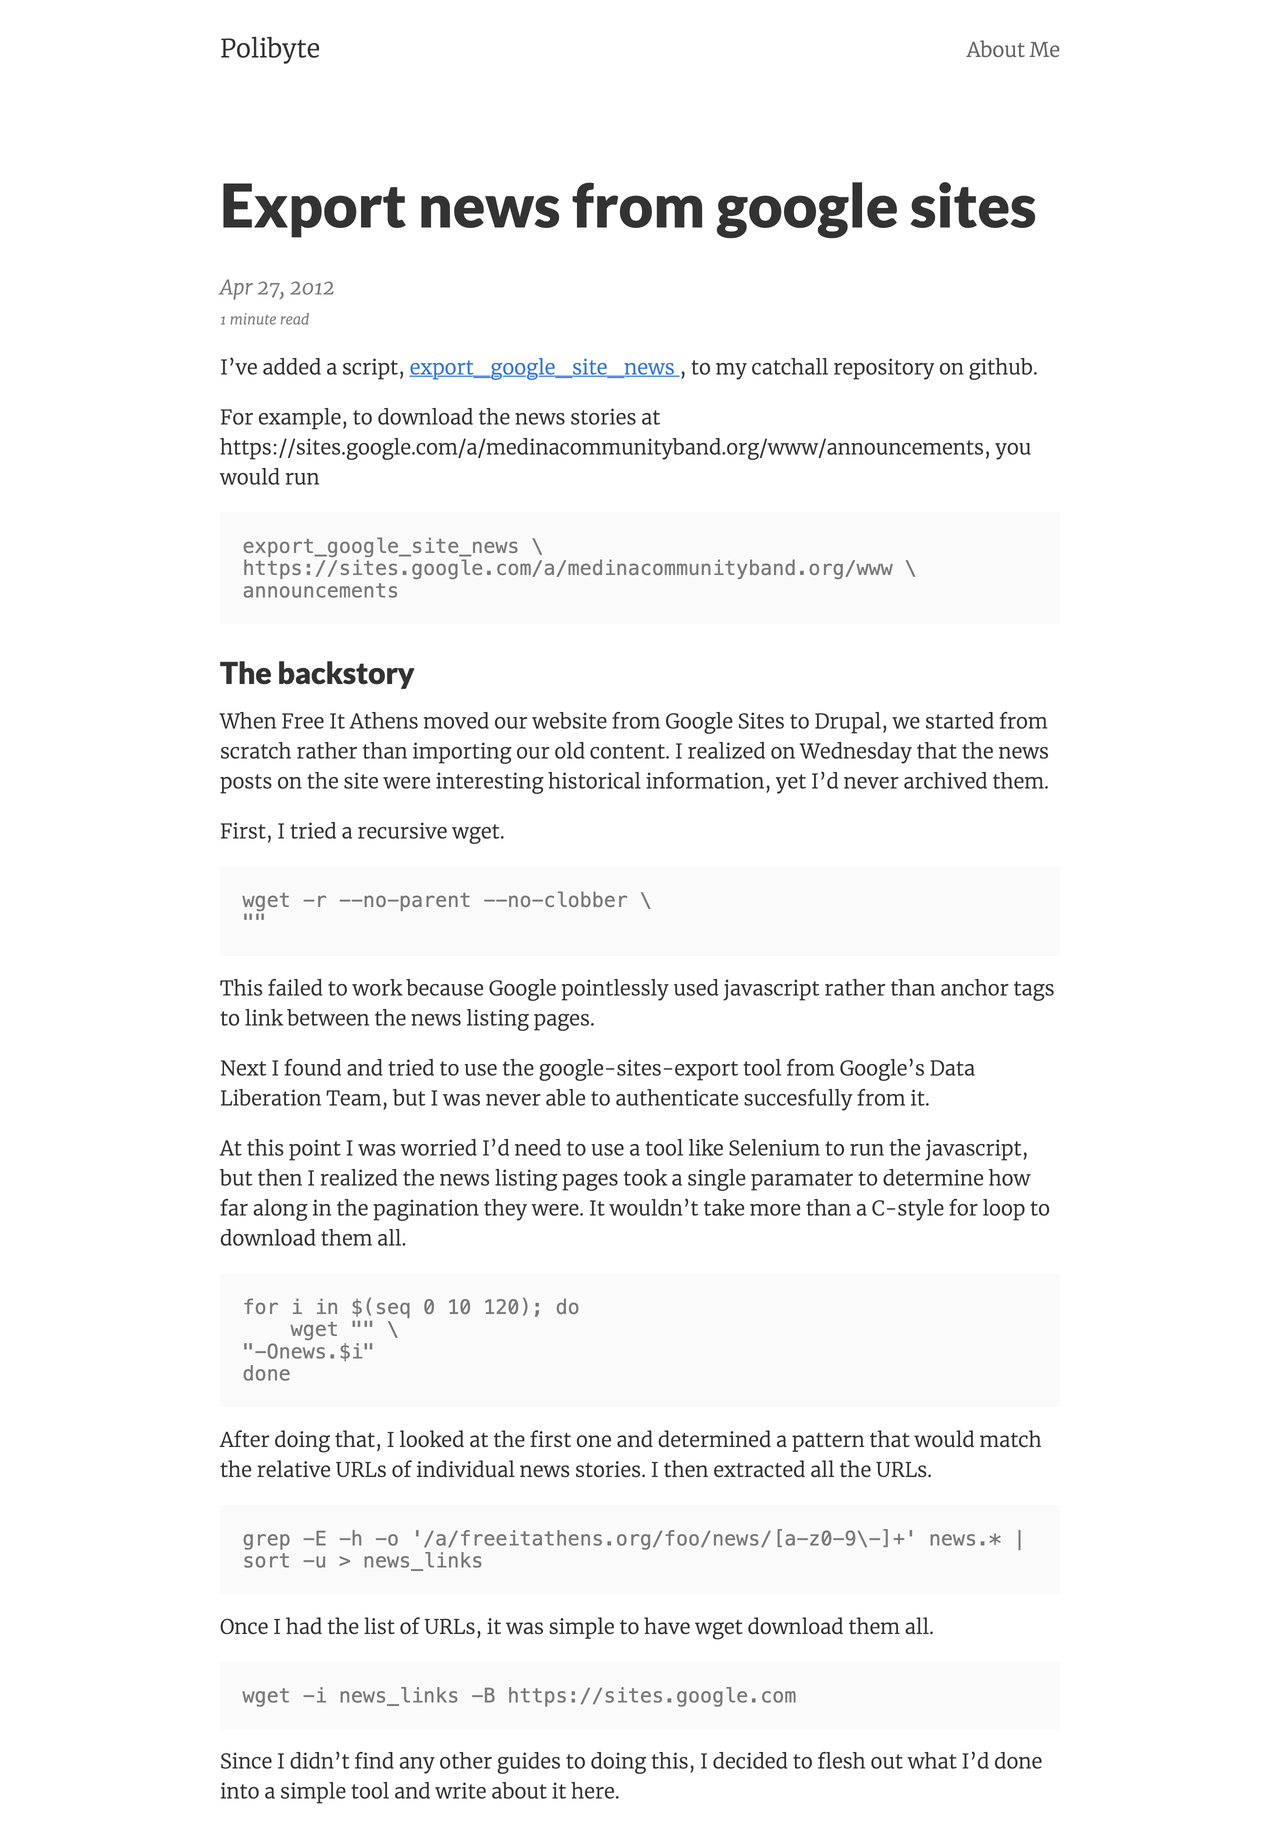 Polibyte
About Me
Export news from google sites
Apr 27, 2012
1 minute read
I’ve added a script, export_google_site_news , to my catchall repository on github.
For example, to download the news stories at
https://sites.google.com/a/medinacommunityband.org/www/announcements, you
would run
export_google_site_news \
https://sites.google.com/a/medinacommunityband.org/www \
announcements
The backstory
When Free It Athens moved our website from Google Sites to Drupal, we started from
scratch rather than importing our old content. I realized on Wednesday that the news
posts on the site were interesting historical information, yet I’d never archived them.
First, I tried a recursive wget.
wget -r --no-parent --no-clobber \
""
This failed to work because Google pointlessly used javascript rather than anchor tags
to link between the news listing pages.
Next I found and tried to use the google-sites-export tool from Google’s Data
Liberation Team, but I was never able to authenticate succesfully from it.
At this point I was worried I’d need to use a tool like Selenium to run the javascript,
but then I realized the news listing pages took a single paramater to determine how
far along in the pagination they were. It wouldn’t take more than a C-style for loop to
download them all.
for i in $(seq 0 10 120); do
    wget "" \
"-Onews.$i"
done
After doing that, I looked at the first one and determined a pattern that would match
the relative URLs of individual news stories. I then extracted all the URLs.
grep -E -h -o '/a/freeitathens.org/foo/news/[a-z0-9\-]+' news.* |
sort -u > news_links
Once I had the list of URLs, it was simple to have wget download them all.
wget -i news_links -B https://sites.google.com
Since I didn’t find any other guides to doing this, I decided to flesh out what I’d done
into a simple tool and write about it here.